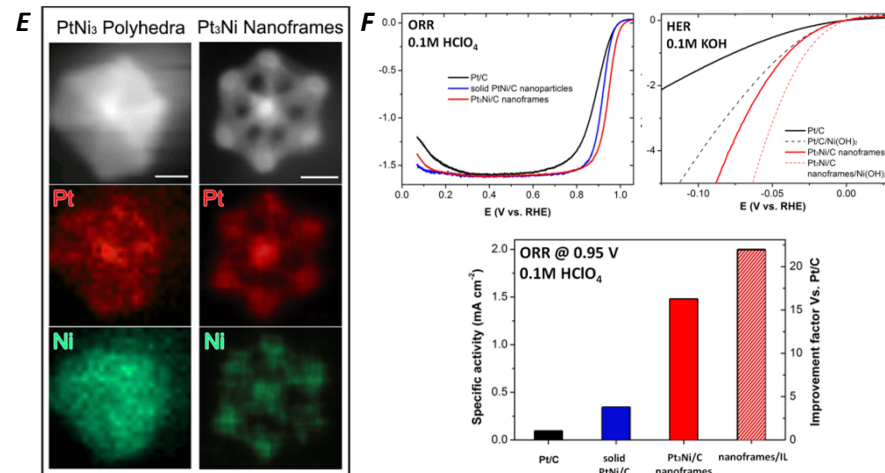 E
PtNi₃ Polyhedra
Pt₃Ni Nanoframes
Pt
Pt
Ni
Ni
F
ORR
0.1M HClO₄
Pt/C
solid PtNi/C nanoparticles
Pt₃Ni/C nanoframes
0.0
-0.5
-1.0
-1.5
0.0
0.2
0.4
0.6
0.8
1.0
E (V vs. RHE)
HER
0.1M KOH
0
-2
-4
Pt/C
Pt/C/Ni(OH)₂
Pt₃Ni/C nanoframes
Pt₃Ni/C
nanoframes/Ni(OH)
-0.10
-0.05
0.00
E (V vs. RHE)
ORR @ 0.95 V
0.1M HClO₄
Specific activity (mA cm⁻²)
2.0
1.5
1.0
0.5
0.0
20
15
10
5
0
Improvement factor Vs. Pt/C
Pt/C
solid
PtNi/C
Pt₃Ni/C
nanoframes
nanoframes/IL